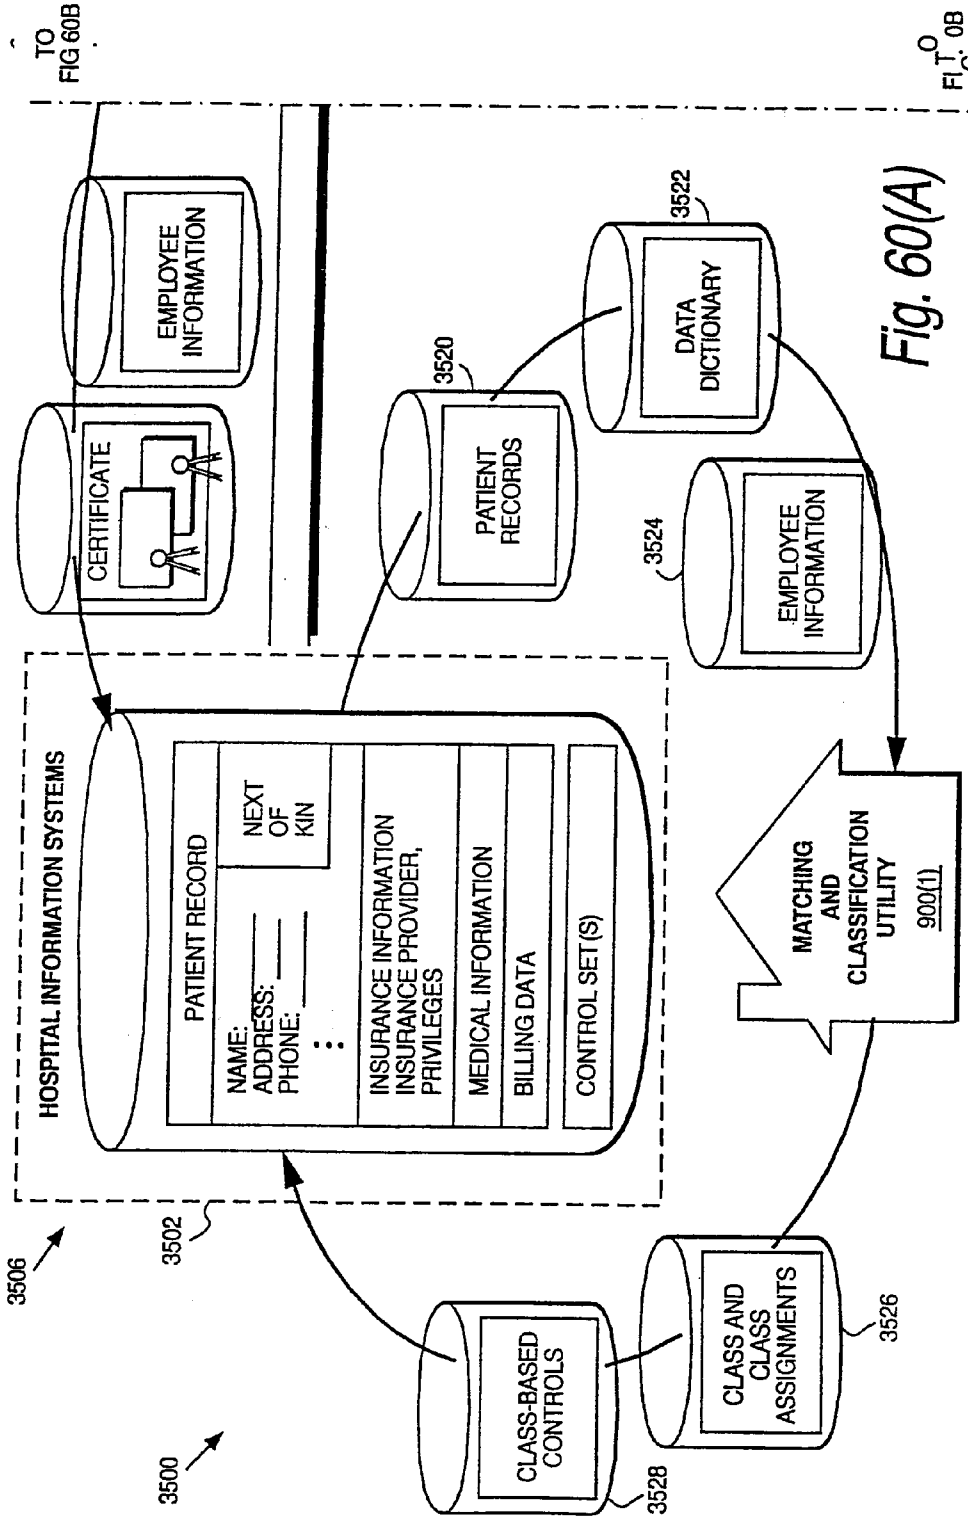 3506
3500
HOSPITAL INFORMATION SYSTEMS
3502
PATIENT RECORD
NAME:
ADDRESS:
PHONE:
NEXT
OF
KIN
INSURANCE INFORMATION
INSURANCE PROVIDER,
PRIVILEGES
MEDICAL INFORMATION
BILLING DATA
CONTROL SET(S)
CERTIFICATE
EMPLOYEE
INFORMATION
TO
FIG 60B
CLASS-BASED
CONTROLS
3528
CLASS AND
CLASS
ASSIGNMENTS
3526
MATCHING
AND
CLASSIFICATION
UTILITY
900(1)
PATIENT
RECORDS
3520
3524
EMPLOYEE
INFORMATION
DATA
DICTIONARY
3522
Fig. 60(A)
TO